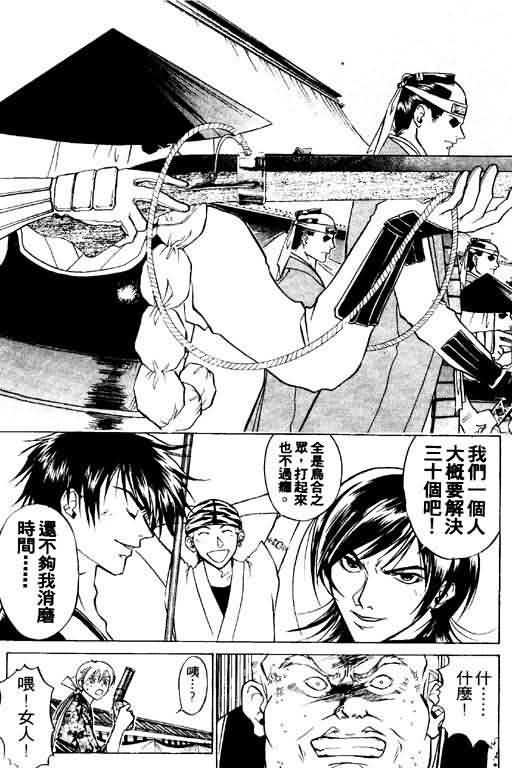 我們一個人
大概要解決
三十個吧！
全是烏合之
眾，打起來
也不過癮。
還不夠我消磨
時間……
什……
什麼！
咦…？
喂！女人！